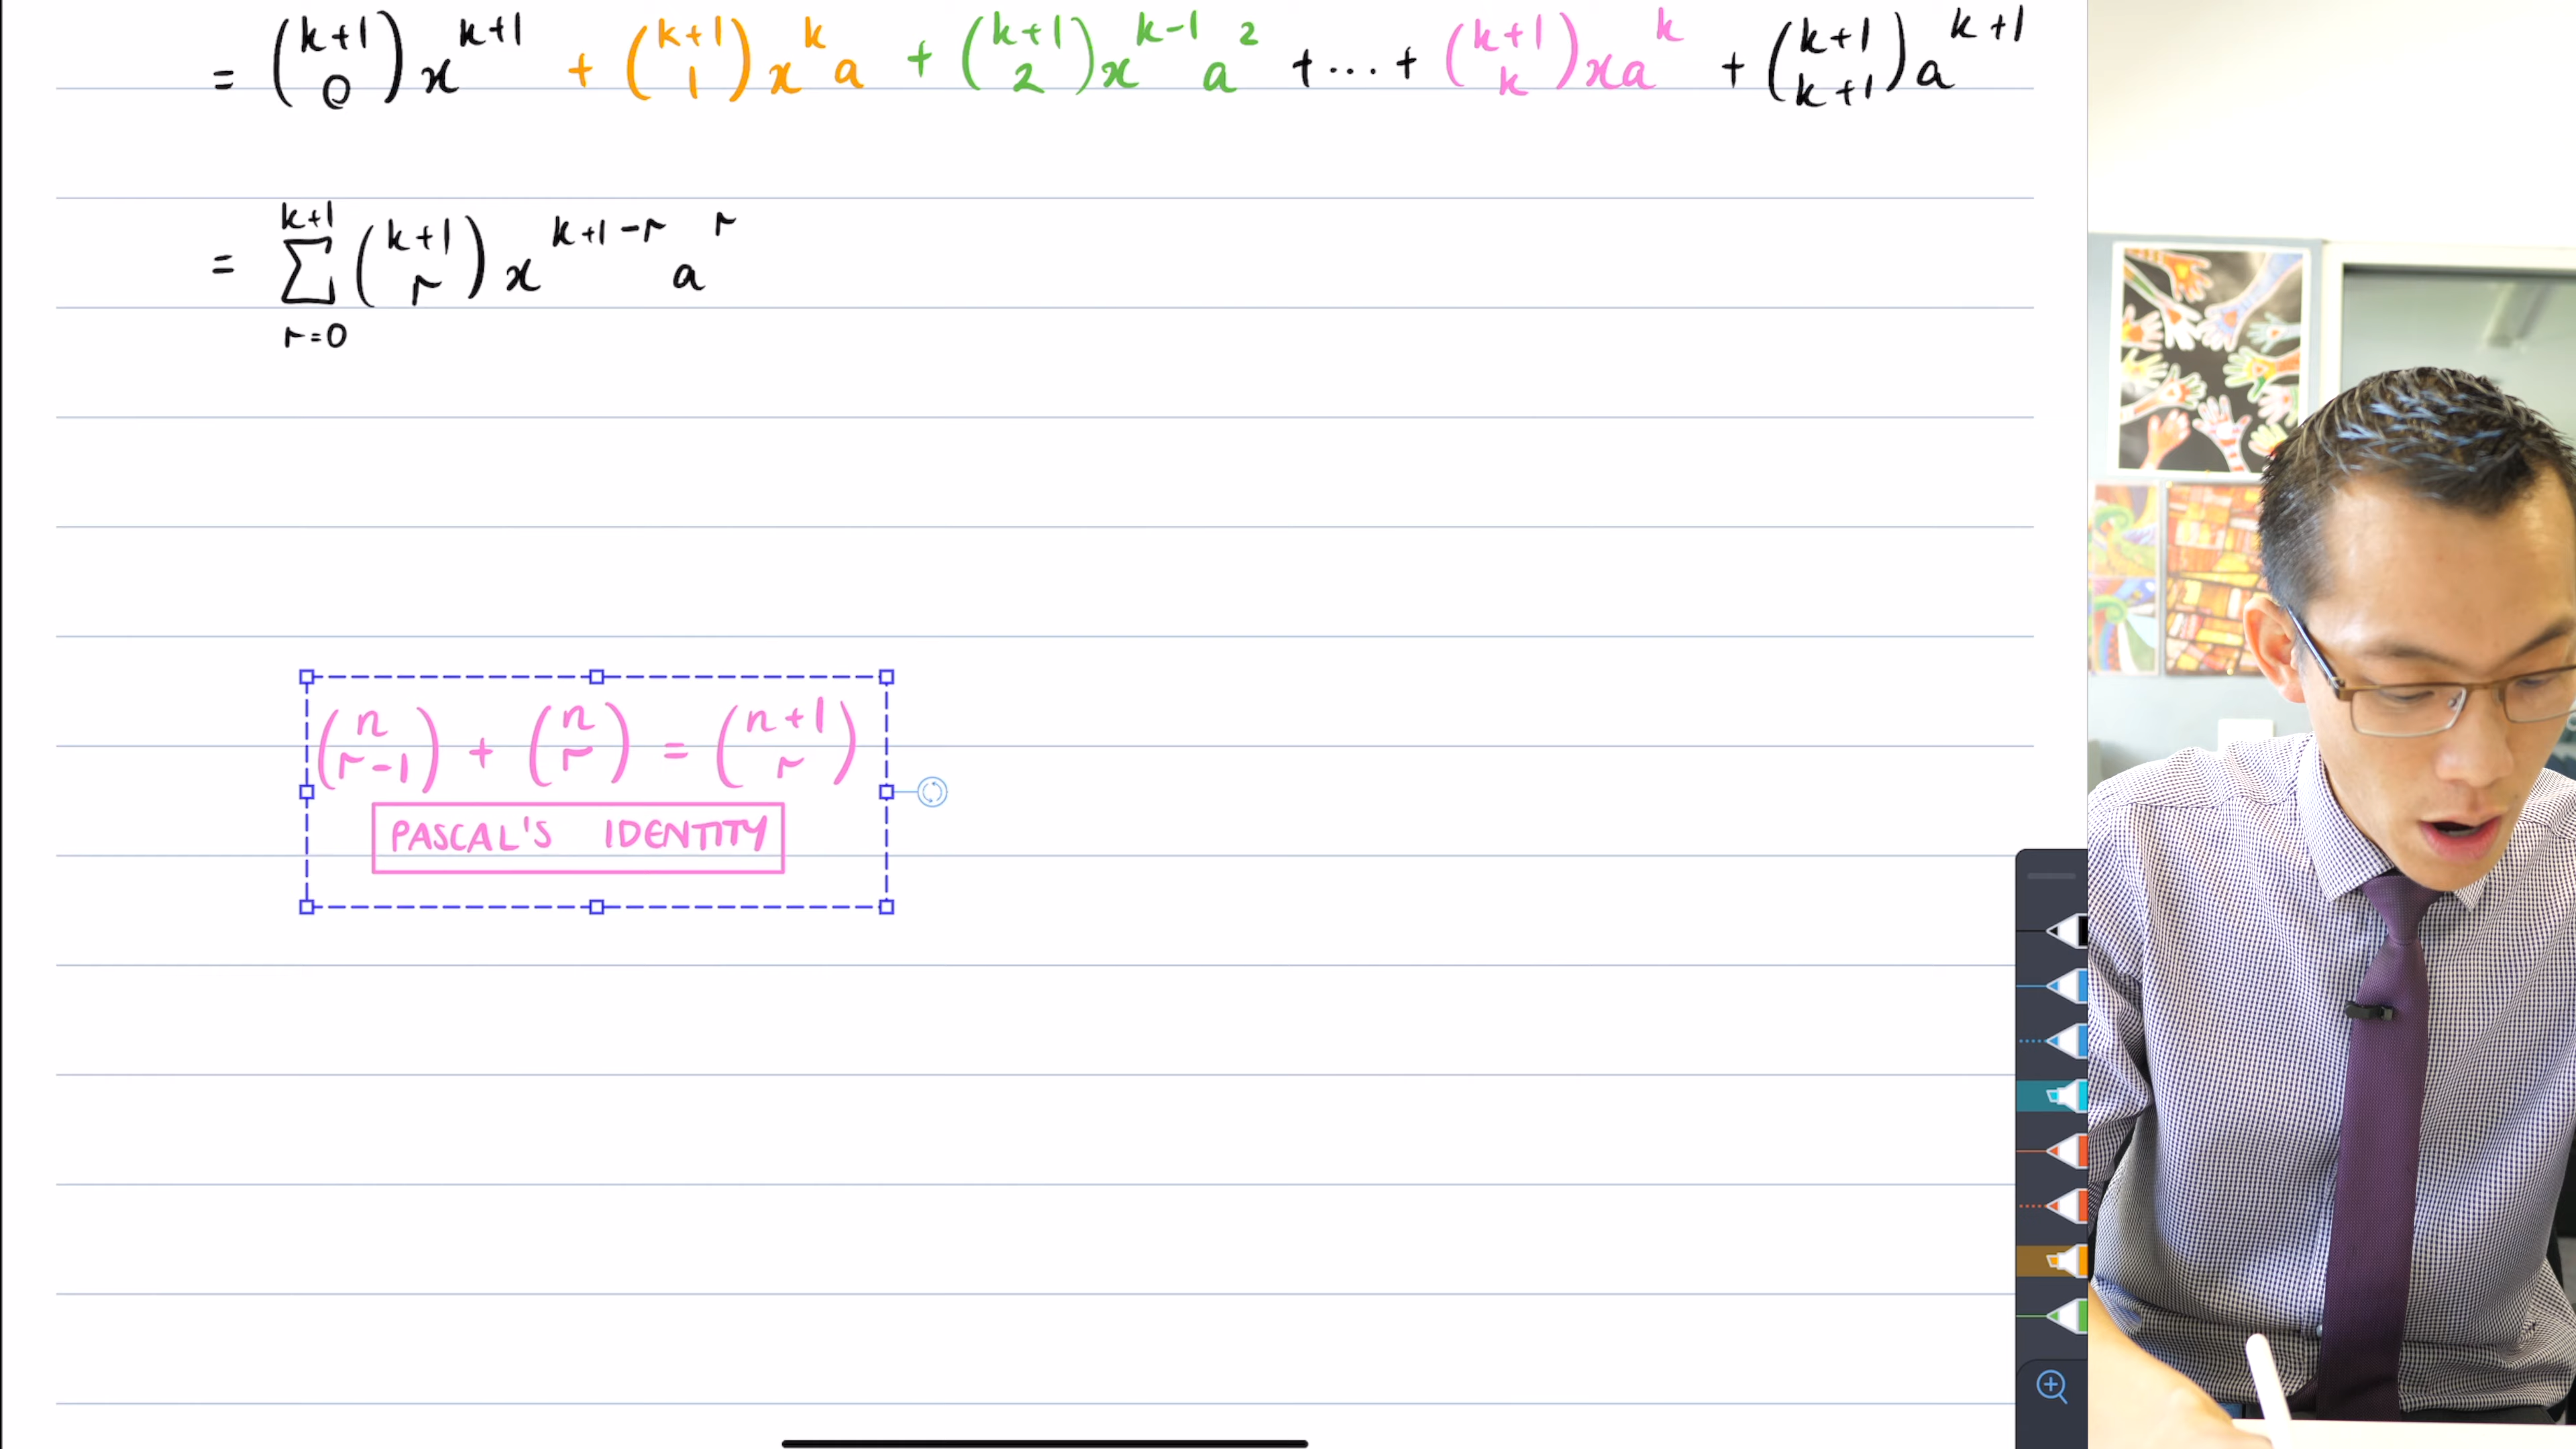 = (k+1 0) x^{k+1} + (k+1 1) x^k a + (k+1 2) x^{k-1} a^2 + ... + (k+1 k) x a^k + (k+1 k+1) a^{k+1}
= \sum_{r=0}^{k+1} (k+1 r) x^{k+1-r} a^r
(n r-1) + (n r) = (n+1 r)
PASCAL'S IDENTITY